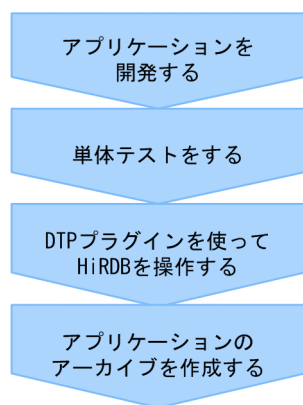 アプリケーションを
開発する
単体テストをする
DTPプラグインを使って
HiRDBを操作する
アプリケーションの
アーカイブを作成する